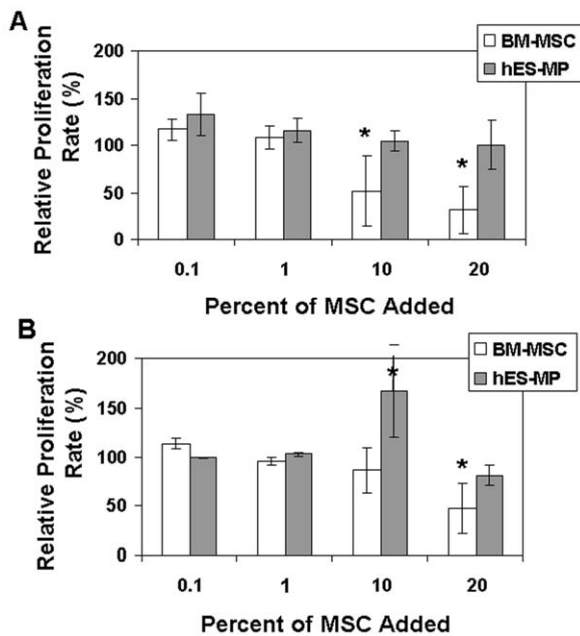 A
BM-MSC
hES-MP
Relative Proliferation
Rate (%)
200
150
100
50
0
*
*
0.1 1 10 20
Percent of MSC Added
B
BM-MSC
hES-MP
Relative Proliferation
Rate (%)
200
150
100
50
0
*
*
0.1 1 10 20
Percent of MSC Added